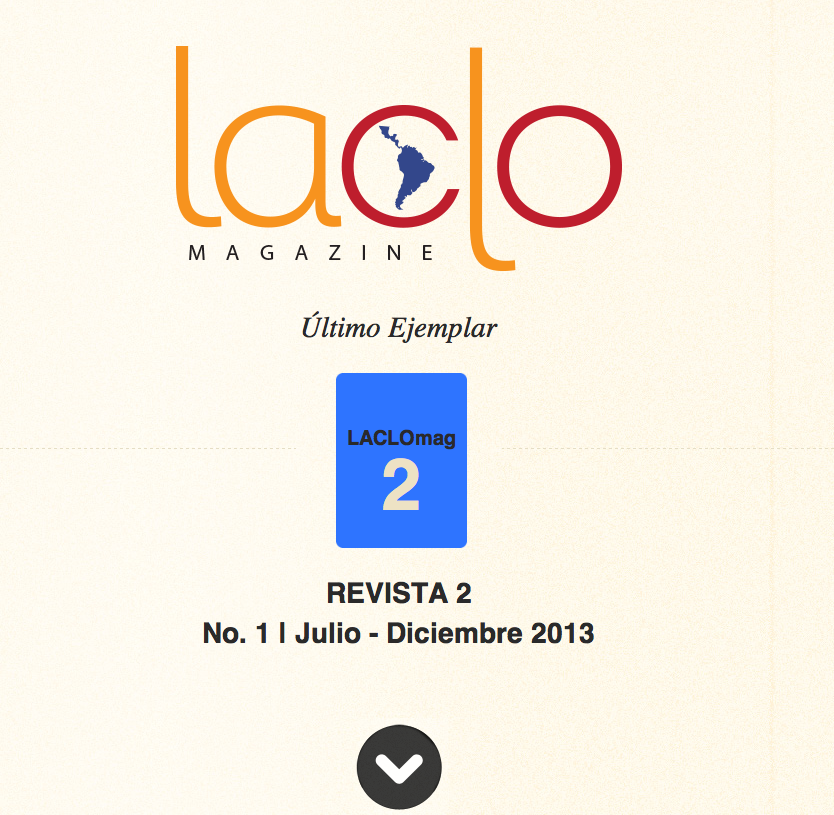 laclo
MAGAZINE
Último Ejemplar
LACLOmag
2
REVISTA 2
No. 1 | Julio - Diciembre 2013